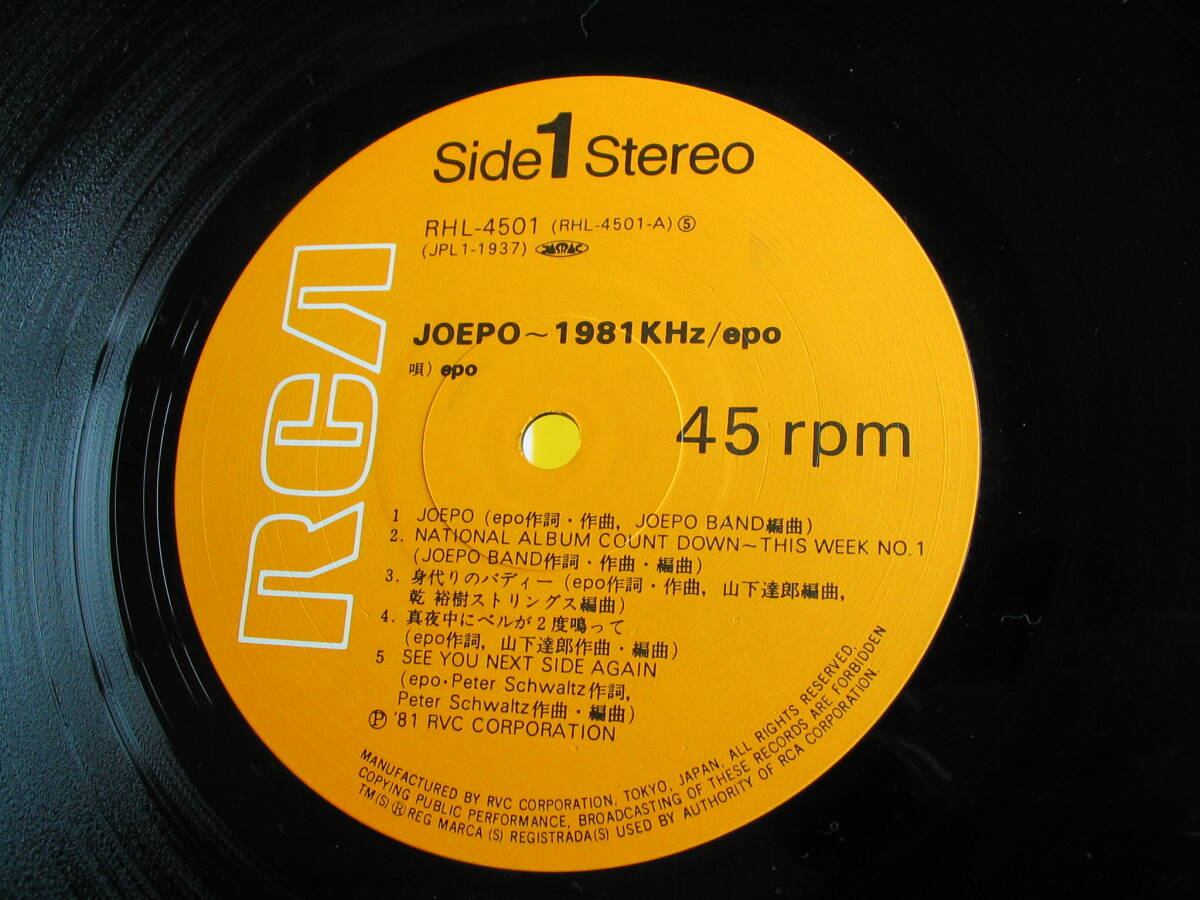 Side 1 Stereo
RHL-4501 (RHL-4501-A) ⑤
(JPL1-1937) JASRAC
JOEPO~1981KHz/epo
唄) epo
RCA
45 rpm
1 JOEPO (epo作詞・作曲, JOEPO BAND編曲)
2. NATIONAL ALBUM COUNT DOWN~THIS WEEK NO.1
(JOEPO BAND作詞・作曲・編曲)
3. 身代りのバディー (epo作詞・作曲, 山下達郎編曲,
乾 裕樹ストリングス編曲)
4. 真夜中にベルが2度鳴って
(epo作詞, 山下達郎作曲・編曲)
5 SEE YOU NEXT SIDE AGAIN
(epo・Peter Schwaltz作詞,
Peter Schwaltz作曲・編曲)
Ⓟ '81 RVC CORPORATION
MANUFACTURED BY RVC CORPORATION, TOKYO, JAPAN, ALL RIGHTS RESERVED,
COPYING PUBLIC PERFORMANCE, BROADCASTING OF THESE RECORDS ARE FORBIDDEN
TM(S) ® REG MARCA (S) REGISTRADA(S) USED BY AUTHORITY OF RCA CORPORATION.